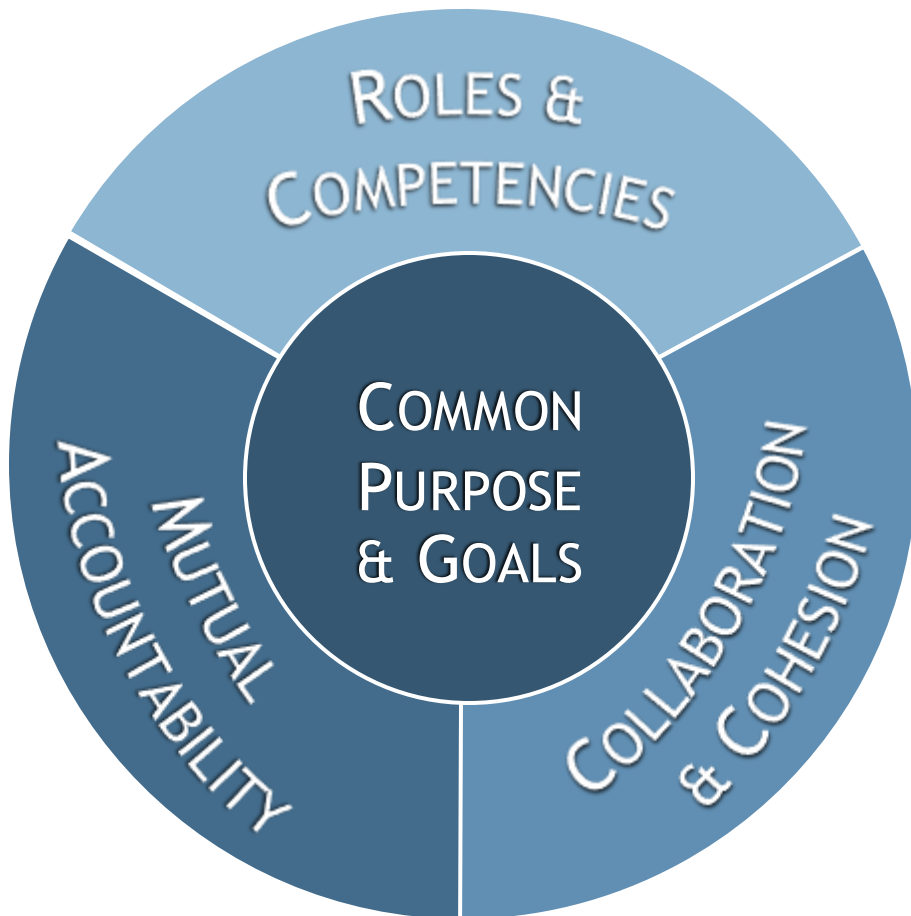 ROLES &
COMPETENCIES
COMMON
PURPOSE
& GOALS
MUTUAL
ACCOUNTABILITY
COLLABORATION
& COHESION